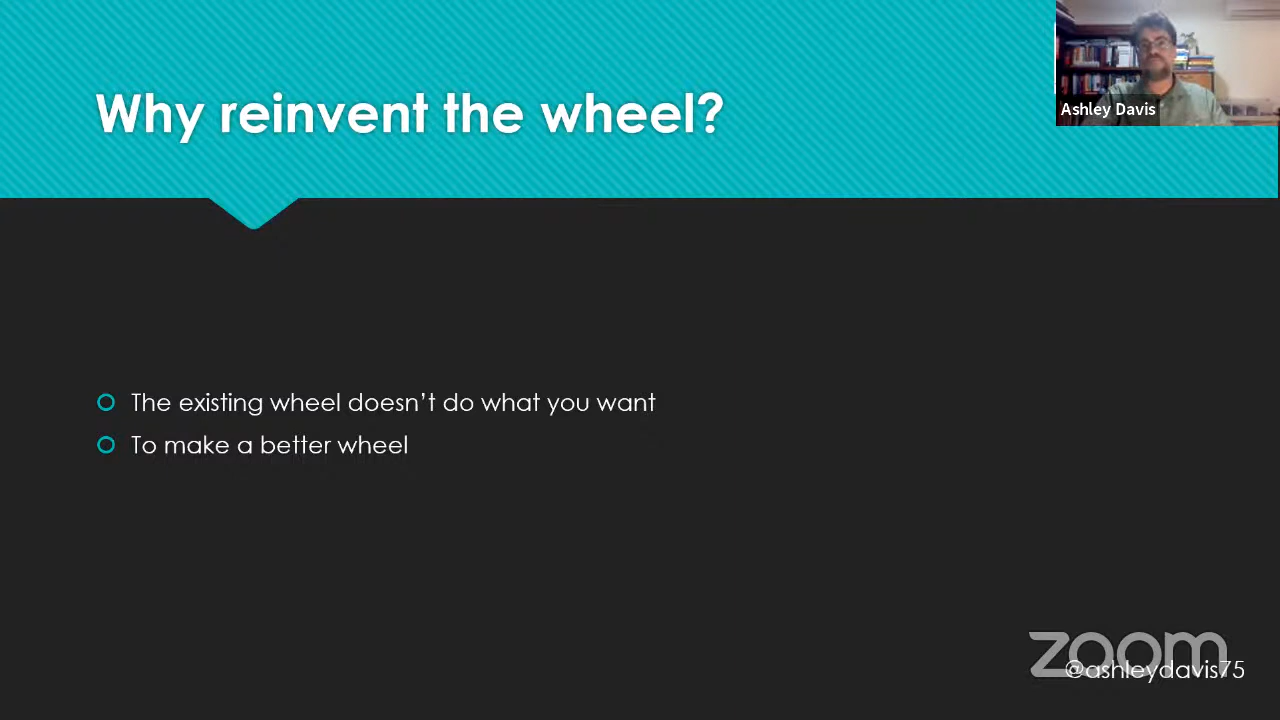 Why reinvent the wheel?
Ashley Davis
The existing wheel doesn't do what you want
To make a better wheel
zoom
@ashleydavis75